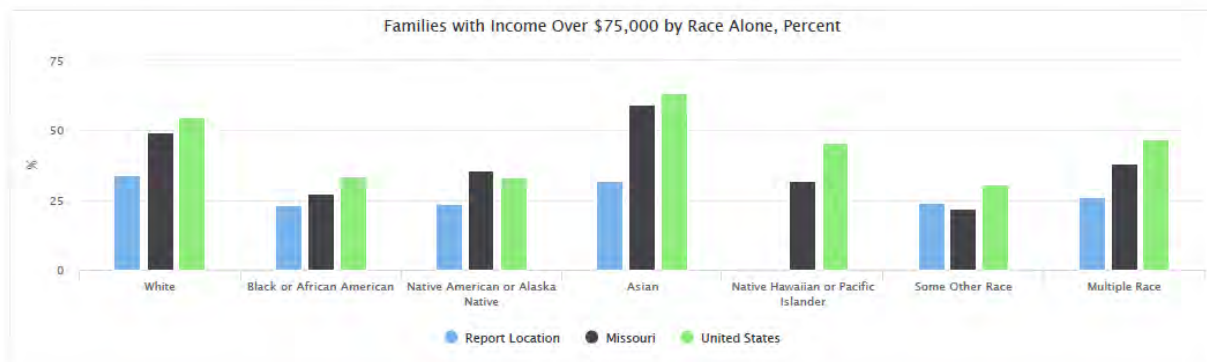 Families with Income Over $75,000 by Race Alone, Percent
75
50
25
0
%
White
Black or African American
Native American or Alaska
Native
Asian
Native Hawaiian or Pacific
Islander
Some Other Race
Multiple Race
Report Location
Missouri
United States